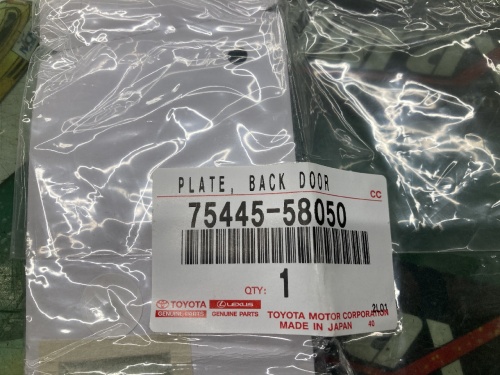 PLATE, BACK DOOR
CC
75445-58050
QTY: 1
TOYOTA LEXUS
GENUINE PARTS GENUINE PARTS
TOYOTA MOTOR CORPORATION
MADE IN JAPAN 40